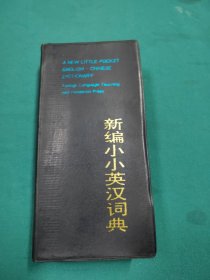 A NEW LITTLE POCKET
ENGLISH-CHINESE
DICTIONARY
Foreign Language Teaching
and Research Press
新编小小英汉词典